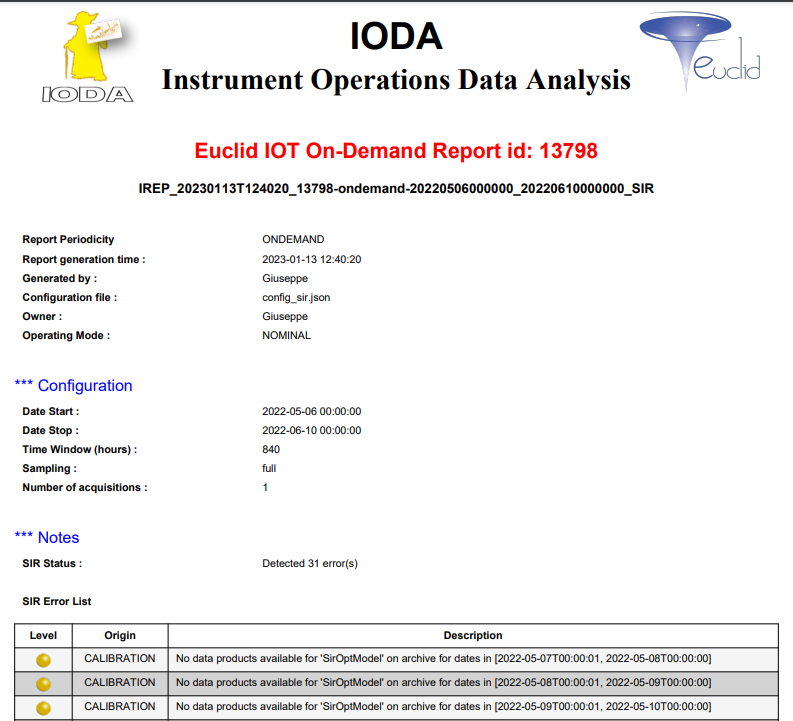 IODA
Instrument Operations Data Analysis
IODA
Euclid
Euclid IOT On-Demand Report id: 13798
IREP_20230113T124020_13798-ondemand-20220506000000_20220610000000_SIR
Report Periodicity ONDEMAND
Report generation time : 2023-01-13 12:40:20
Generated by : Giuseppe
Configuration file : config_sir.json
Owner : Giuseppe
Operating Mode : NOMINAL
*** Configuration
Date Start : 2022-05-06 00:00:00
Date Stop : 2022-06-10 00:00:00
Time Window (hours) : 840
Sampling : full
Number of acquisitions : 1
*** Notes
SIR Status : Detected 31 error(s)
SIR Error List
Level Origin Description
CALIBRATION No data products available for 'SirOptModel' on archive for dates in [2022-05-07T00:00:01, 2022-05-08T00:00:00]
CALIBRATION No data products available for 'SirOptModel' on archive for dates in [2022-05-08T00:00:01, 2022-05-09T00:00:00]
CALIBRATION No data products available for 'SirOptModel' on archive for dates in [2022-05-09T00:00:01, 2022-05-10T00:00:00]